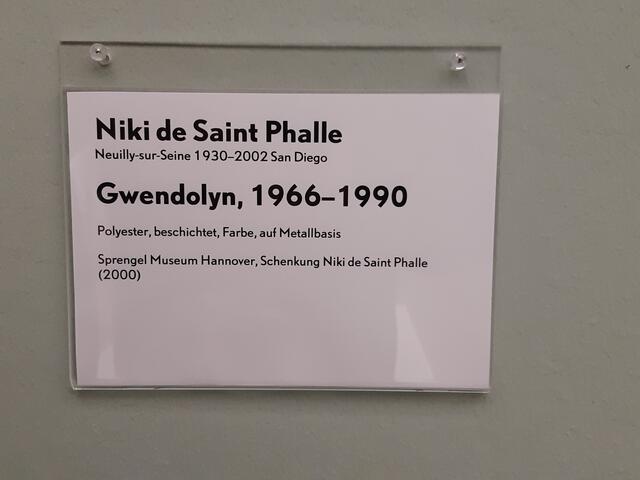 Niki de Saint Phalle
Neuilly-sur-Seine 1930–2002 San Diego
Gwendolyn, 1966–1990
Polyester, beschichtet, Farbe, auf Metallbasis
Sprengel Museum Hannover, Schenkung Niki de Saint Phalle
(2000)